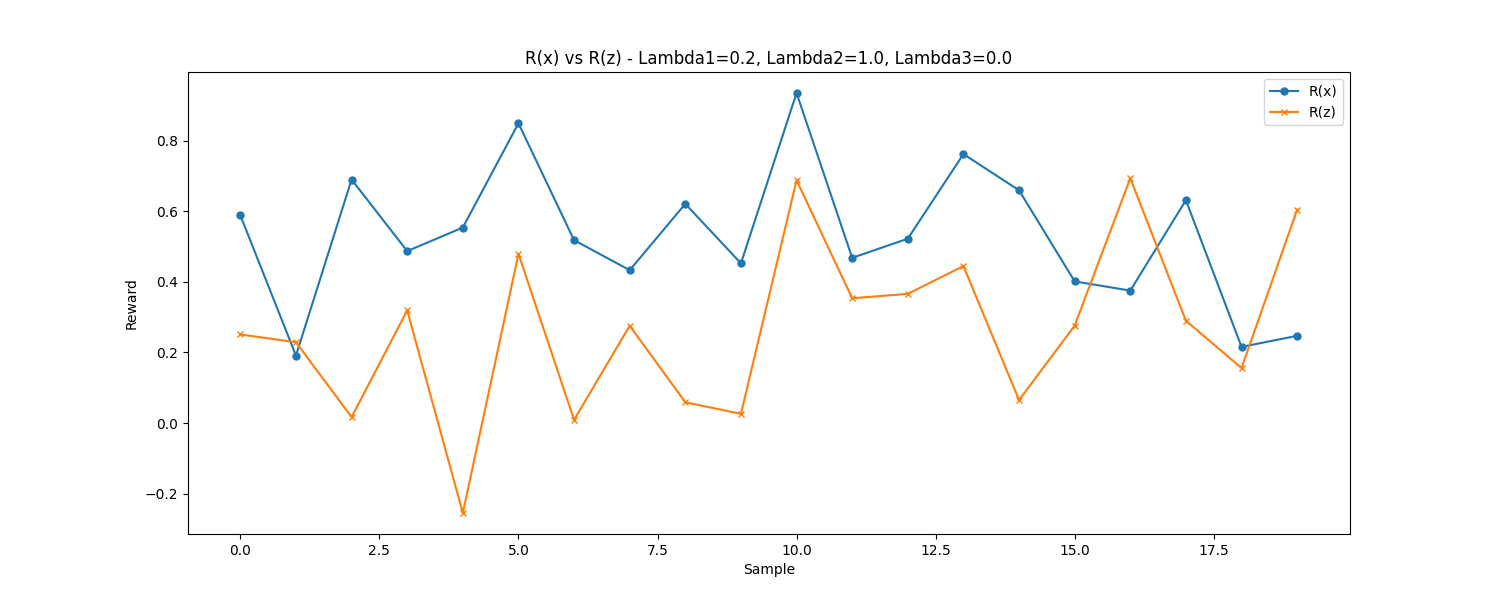 R(x) vs R(z) - Lambda1=0.2, Lambda2=1.0, Lambda3=0.0
R(x)
R(z)
Reward
0.8
0.6
0.4
0.2
0.0
−0.2
0.0 2.5 5.0 7.5 10.0 12.5 15.0 17.5
Sample